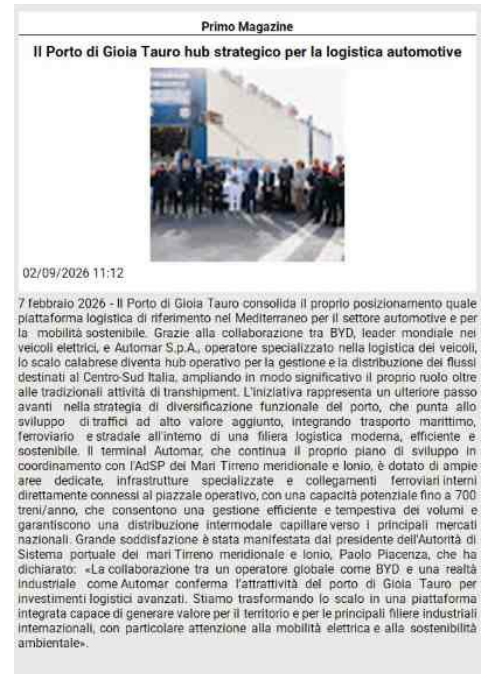 Primo Magazine
Il Porto di Gioia Tauro hub strategico per la logistica automotive
02/09/2026 11:12
7 febbraio 2026 - Il Porto di Gioia Tauro consolida il proprio posizionamento quale
piattaforma logistica di riferimento nel Mediterraneo per il settore automotive e per
la mobilità sostenibile. Grazie alla collaborazione tra BYD, leader mondiale nei
veicoli elettrici, e Automar S.p.A., operatore specializzato nella logistica dei veicoli,
lo scalo calabrese diventa hub operativo per la gestione e la distribuzione dei flussi
destinati al Centro-Sud Italia, ampliando in modo significativo il proprio ruolo oltre
alle tradizionali attività di transhipment. L'iniziativa rappresenta un ulteriore passo
avanti nella strategia di diversificazione funzionale del porto, che punta allo
sviluppo di traffici ad alto valore aggiunto, integrando trasporto marittimo,
ferroviario e stradale all'interno di una filiera logistica moderna, efficiente e
sostenibile. Il terminal Automar, che continua il proprio piano di sviluppo in
coordinamento con l'AdSP dei Mari Tirreno meridionale e Ionio, è dotato di ampie
aree dedicate, infrastrutture specializzate e collegamenti ferroviari interni
direttamente connessi al piazzale operativo, con una capacità potenziale fino a 700
treni/anno, che consentono una gestione efficiente e tempestiva dei volumi e
garantiscono una distribuzione intermodale capillare verso i principali mercati
nazionali. Grande soddisfazione è stata manifestata dal presidente dell'Autorità di
Sistema portuale dei mari Tirreno meridionale e Ionio, Paolo Piacenza, che ha
dichiarato: «La collaborazione tra un operatore globale come BYD e una realtà
industriale come Automar conferma l'attrattività del porto di Gioia Tauro per
investimenti logistici avanzati. Stiamo trasformando lo scalo in una piattaforma
integrata capace di generare valore per il territorio e per le principali filiere industriali
internazionali, con particolare attenzione alla mobilità elettrica e alla sostenibilità
ambientale».